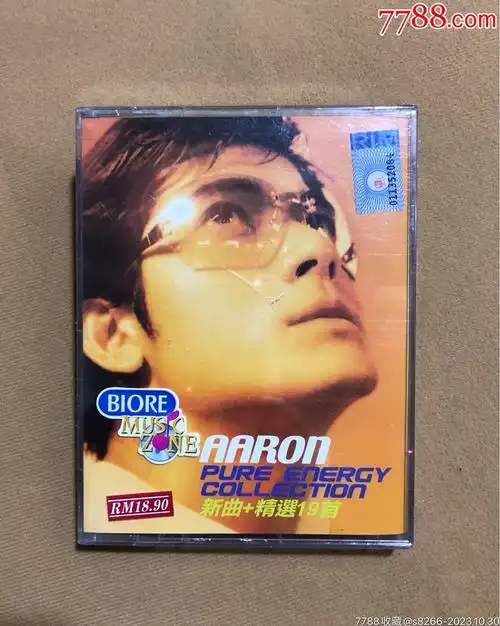 7788.com
RIM
011352081
BIORE
MUSIC
ZONE
AARON
PURE ENERGY
COLLECTION
新曲+精選19首
RM18.90
7788收藏@s8266-2023.10.30